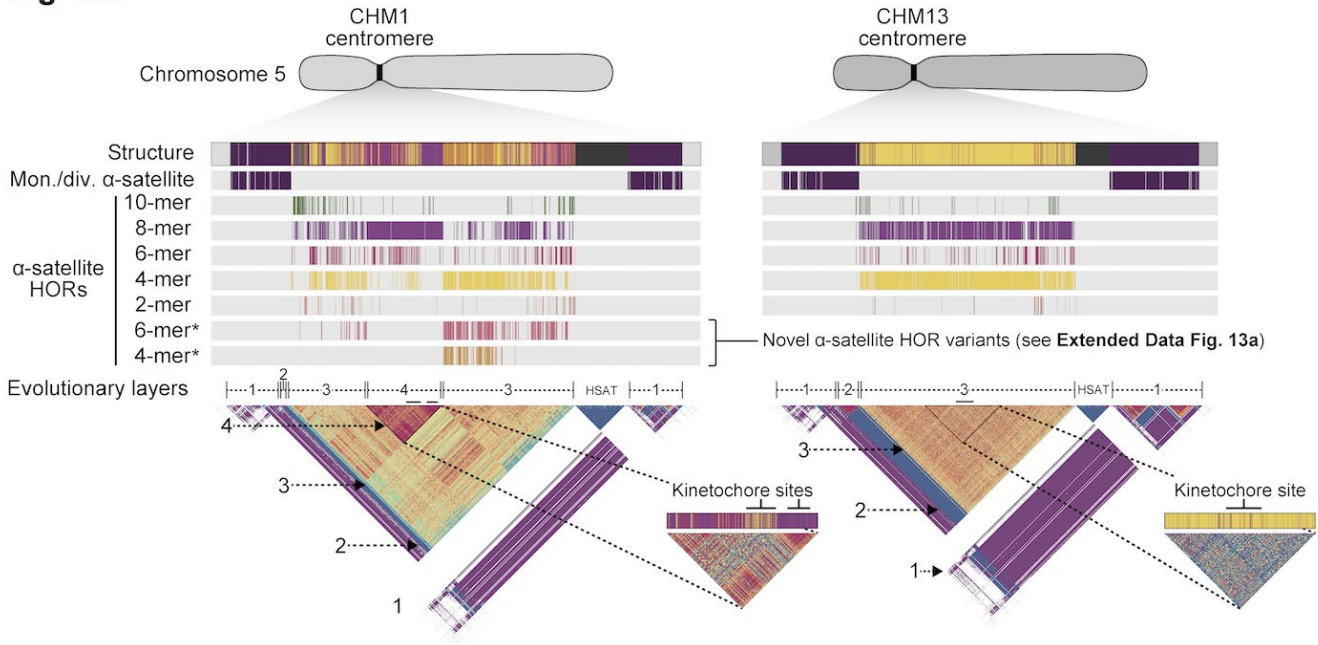 CHM1
centromere
CHM13
centromere
Chromosome 5
Structure
Mon./div. α-satellite
10-mer
8-mer
6-mer
4-mer
2-mer
6-mer*
4-mer*
α-satellite
HORs
Novel α-satellite HOR variants (see Extended Data Fig. 13a)
Evolutionary layers
1 2 3 4 3 HSAT 1
1 2 3 HSAT 1
4
3
2
1
Kinetochore sites
3
2
1
Kinetochore site